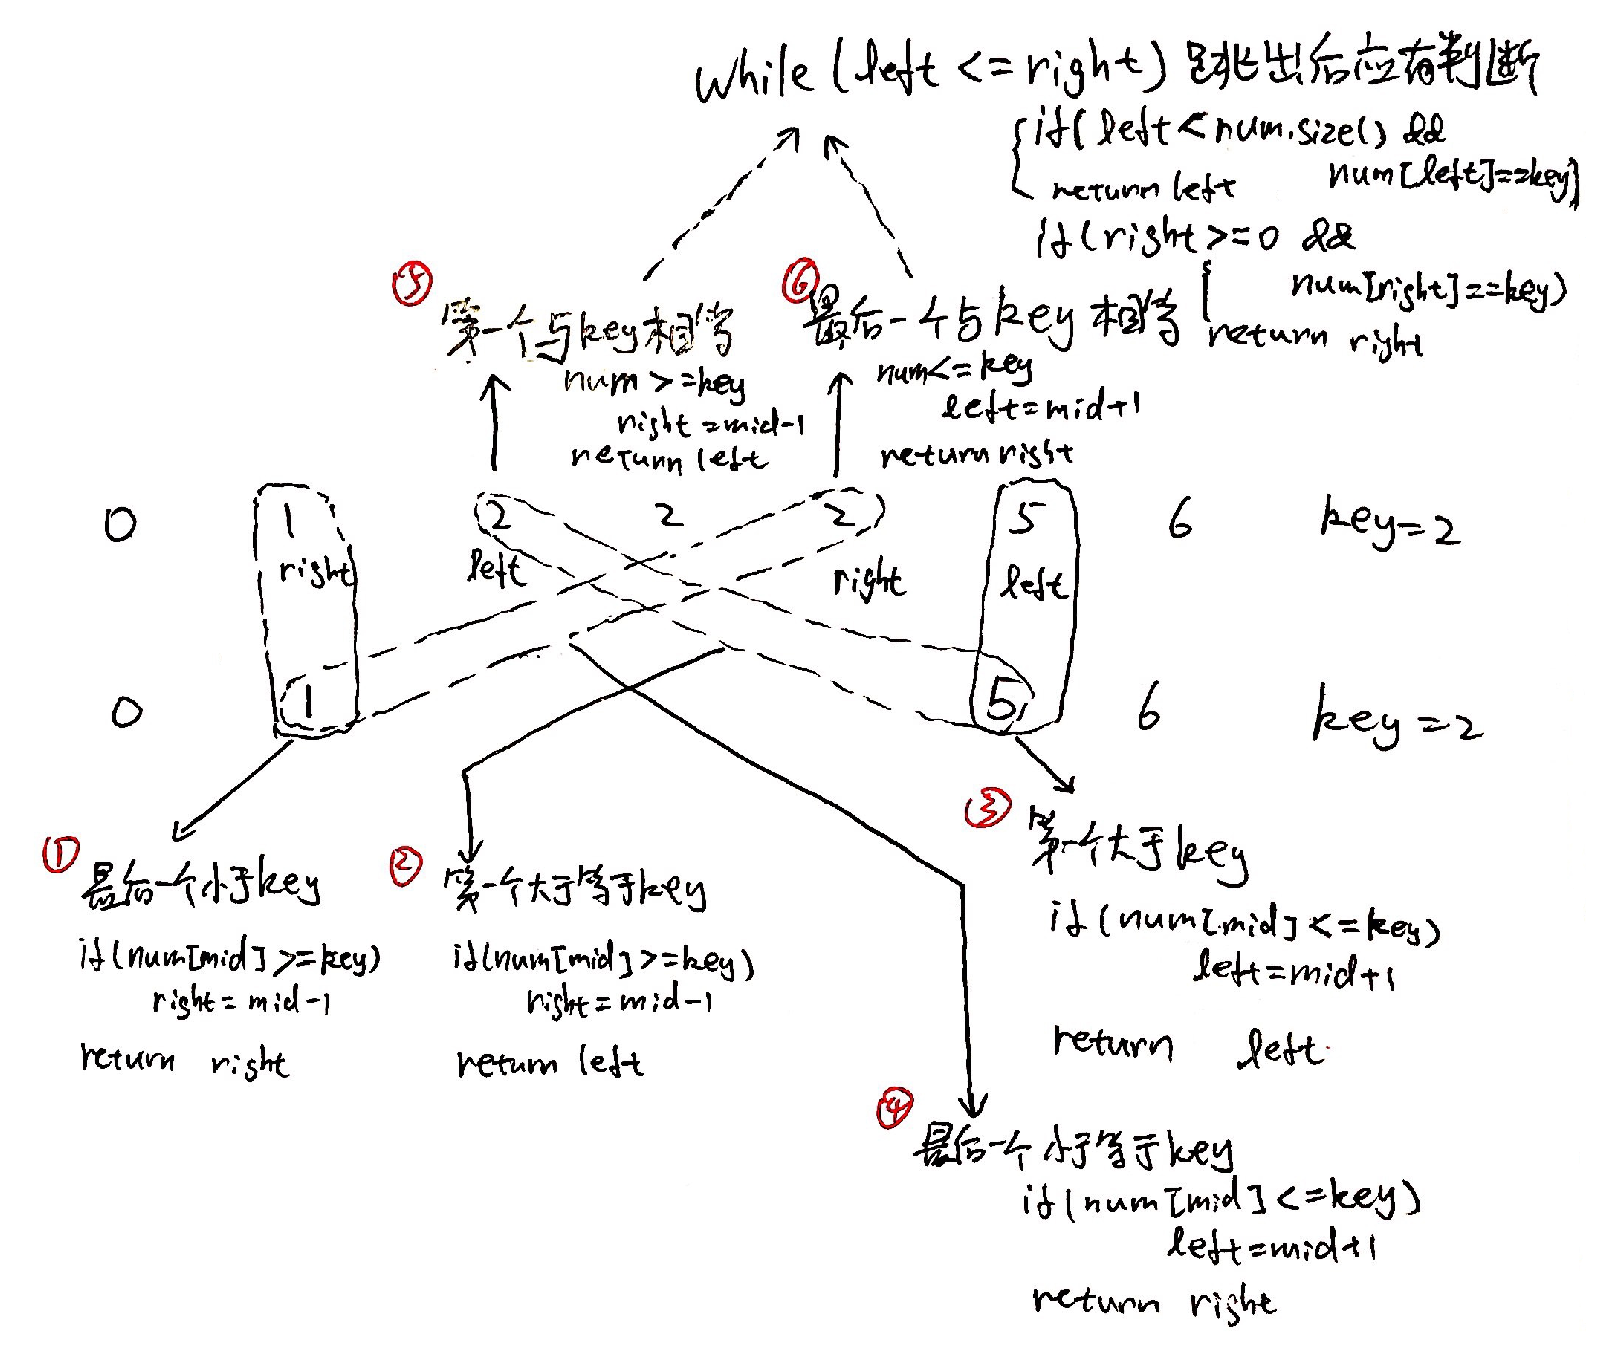 while (left <= right) 跳出后应有判断
if( left < num.size() &&
num[left]==key)
return left
if(right >= 0 &&
num[right]==key)
return right
⑤
第一个与key相等
num >= key
right = mid-1
return left
⑥
最后一个与key相等
num<= key
left=mid+1
return right
0 1 2 2 2 5 6 key=2
right left right left
0 1 5 6 key=2
①
最后一个小于key
if(num[mid] >=key)
right = mid-1
return right
②
第一个大于等于key
if(num[mid] >=key)
right = mid-1
return left
③
第一个大于key
if (num[mid] <=key)
left=mid+1
return left
④
最后一个小于等于key
if(num[mid] <=key)
left=mid+1
return right